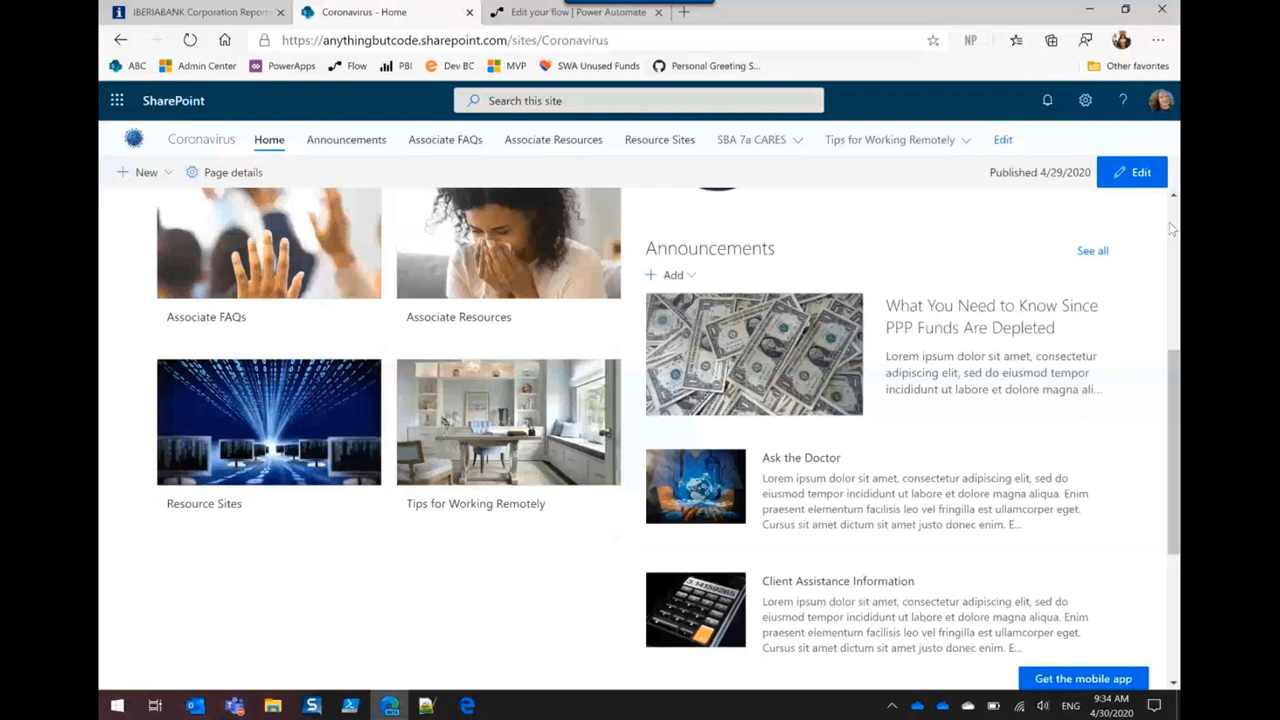 IBERIABANK Corporation Report
Coronavirus - Home
Edit your flow | Power Automate
https://anythingbutcode.sharepoint.com/sites/Coronavirus
NP
ABC
Admin Center
PowerApps
Flow
PBI
Dev BC
MVP
SWA Unused Funds
Personal Greeting S...
Other favorites
SharePoint
Search this site
Coronavirus
Home
Announcements
Associate FAQs
Associate Resources
Resource Sites
SBA 7a CARES
Tips for Working Remotely
Edit
New
Page details
Published 4/29/2020
Edit
Associate FAQs
Associate Resources
Resource Sites
Tips for Working Remotely
Announcements
See all
Add
What You Need to Know Since
PPP Funds Are Depleted
Lorem ipsum dolor sit amet, consectetur
adipiscing elit, sed do eiusmod tempor
incididunt ut labore et dolore magna ali...
Ask the Doctor
Lorem ipsum dolor sit amet, consectetur adipiscing elit, sed do
eiusmod tempor incididunt ut labore et dolore magna aliqua. Enim
praesent elementum facilisis leo vel fringilla est ullamcorper eget.
Cursus sit amet dictum sit amet justo donec enim. E...
3.14159265
Client Assistance Information
Lorem ipsum dolor sit amet, consectetur adipiscing elit, sed do
eiusmod tempor incididunt ut labore et dolore magna aliqua. Enim
praesent elementum facilisis leo vel fringilla est ullamcorper eget.
Cursus sit amet dictum sit amet justo donec enim. E...
Get the mobile app
ENG
9:34 AM
4/30/2020